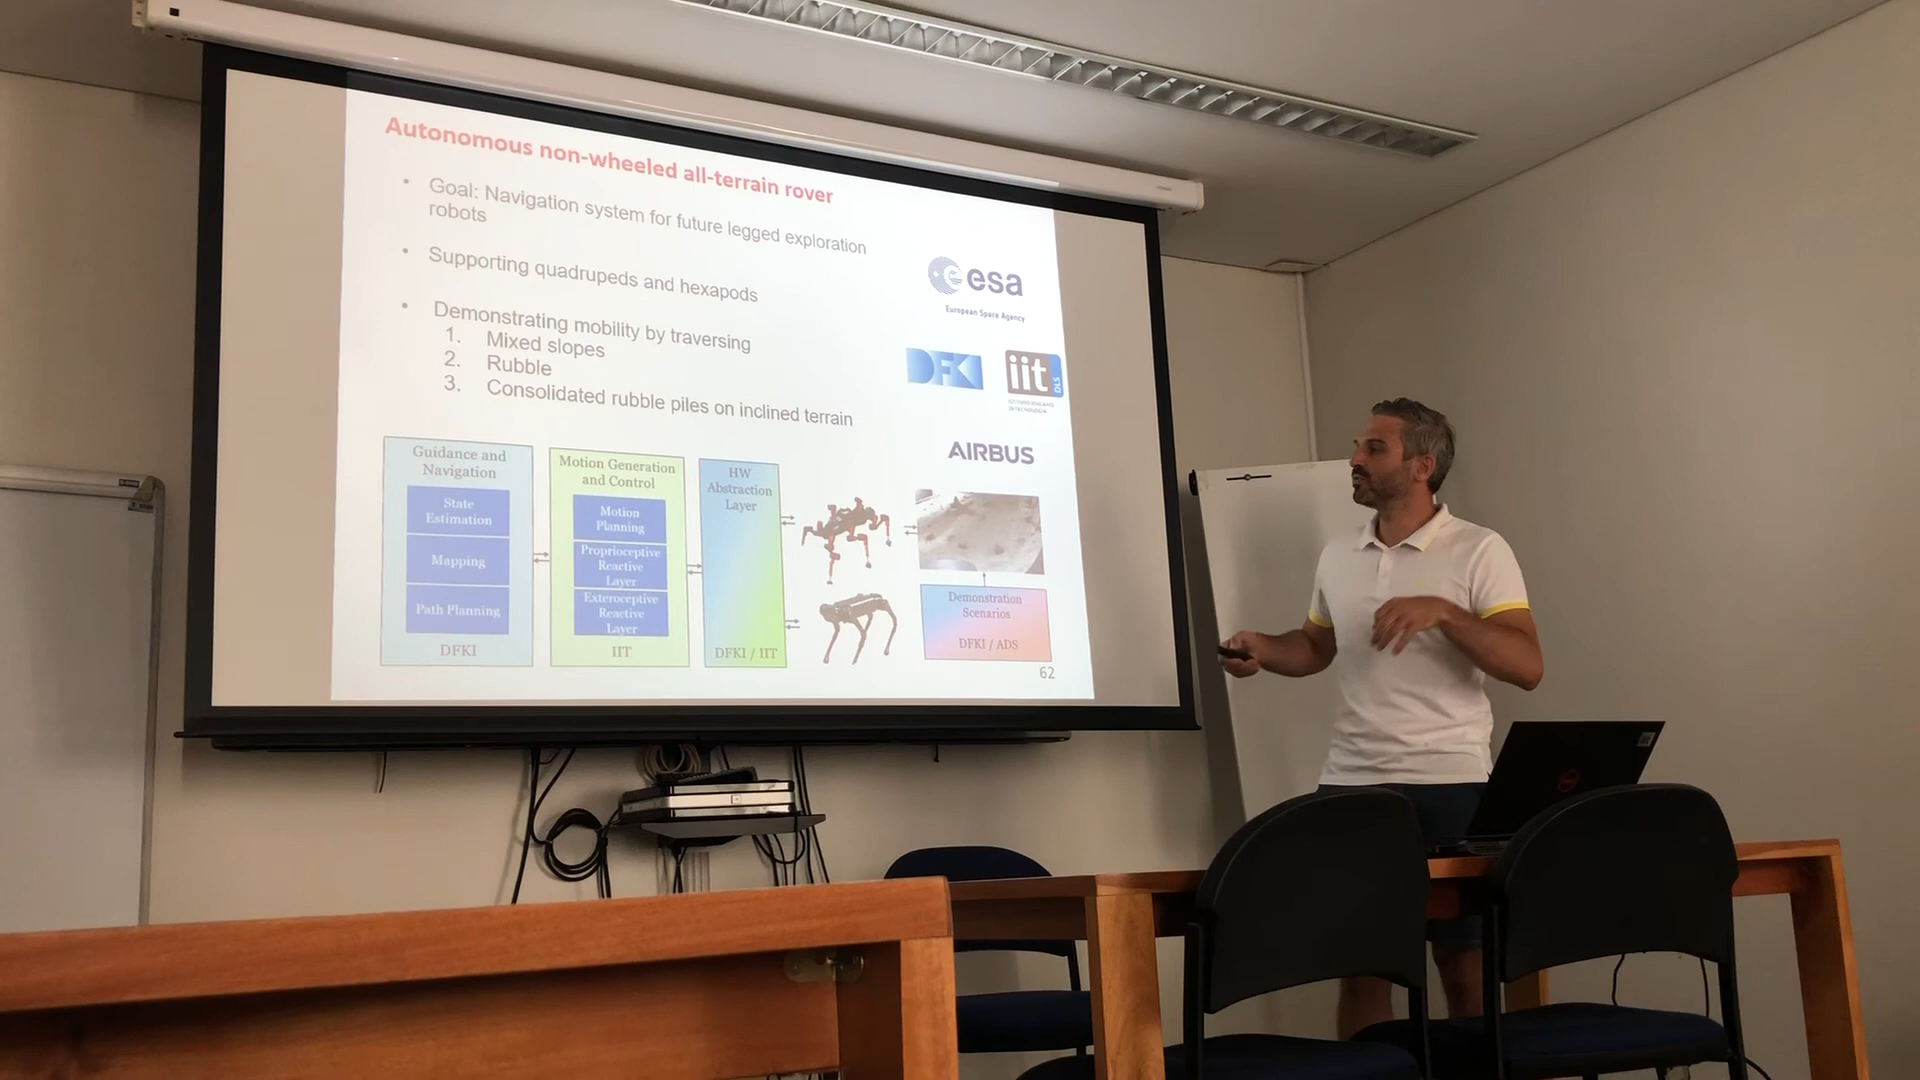 Autonomous non-wheeled all-terrain rover
• Goal: Navigation system for future legged exploration
robots
• Supporting quadrupeds and hexapods
• Demonstrating mobility by traversing
1. Mixed slopes
2. Rubble
3. Consolidated rubble piles on inclined terrain
esa
European Space Agency
DFKI
iit
DLS
AIRBUS
Guidance and
Navigation
State
Estimation
Mapping
Path Planning
DFKI
Motion Generation
and Control
Motion
Planning
Proprioceptive
Reactive
Layer
Exteroceptive
Reactive
Layer
IIT
HW
Abstraction
Layer
DFKI / IIT
Demonstration
Scenarios
DFKI / ADS
62